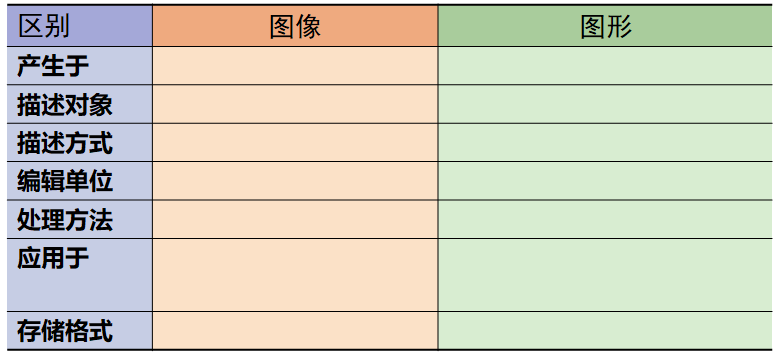 区别 图像 图形
产生于
描述对象
描述方式
编辑单位
处理方法
应用于
存储格式